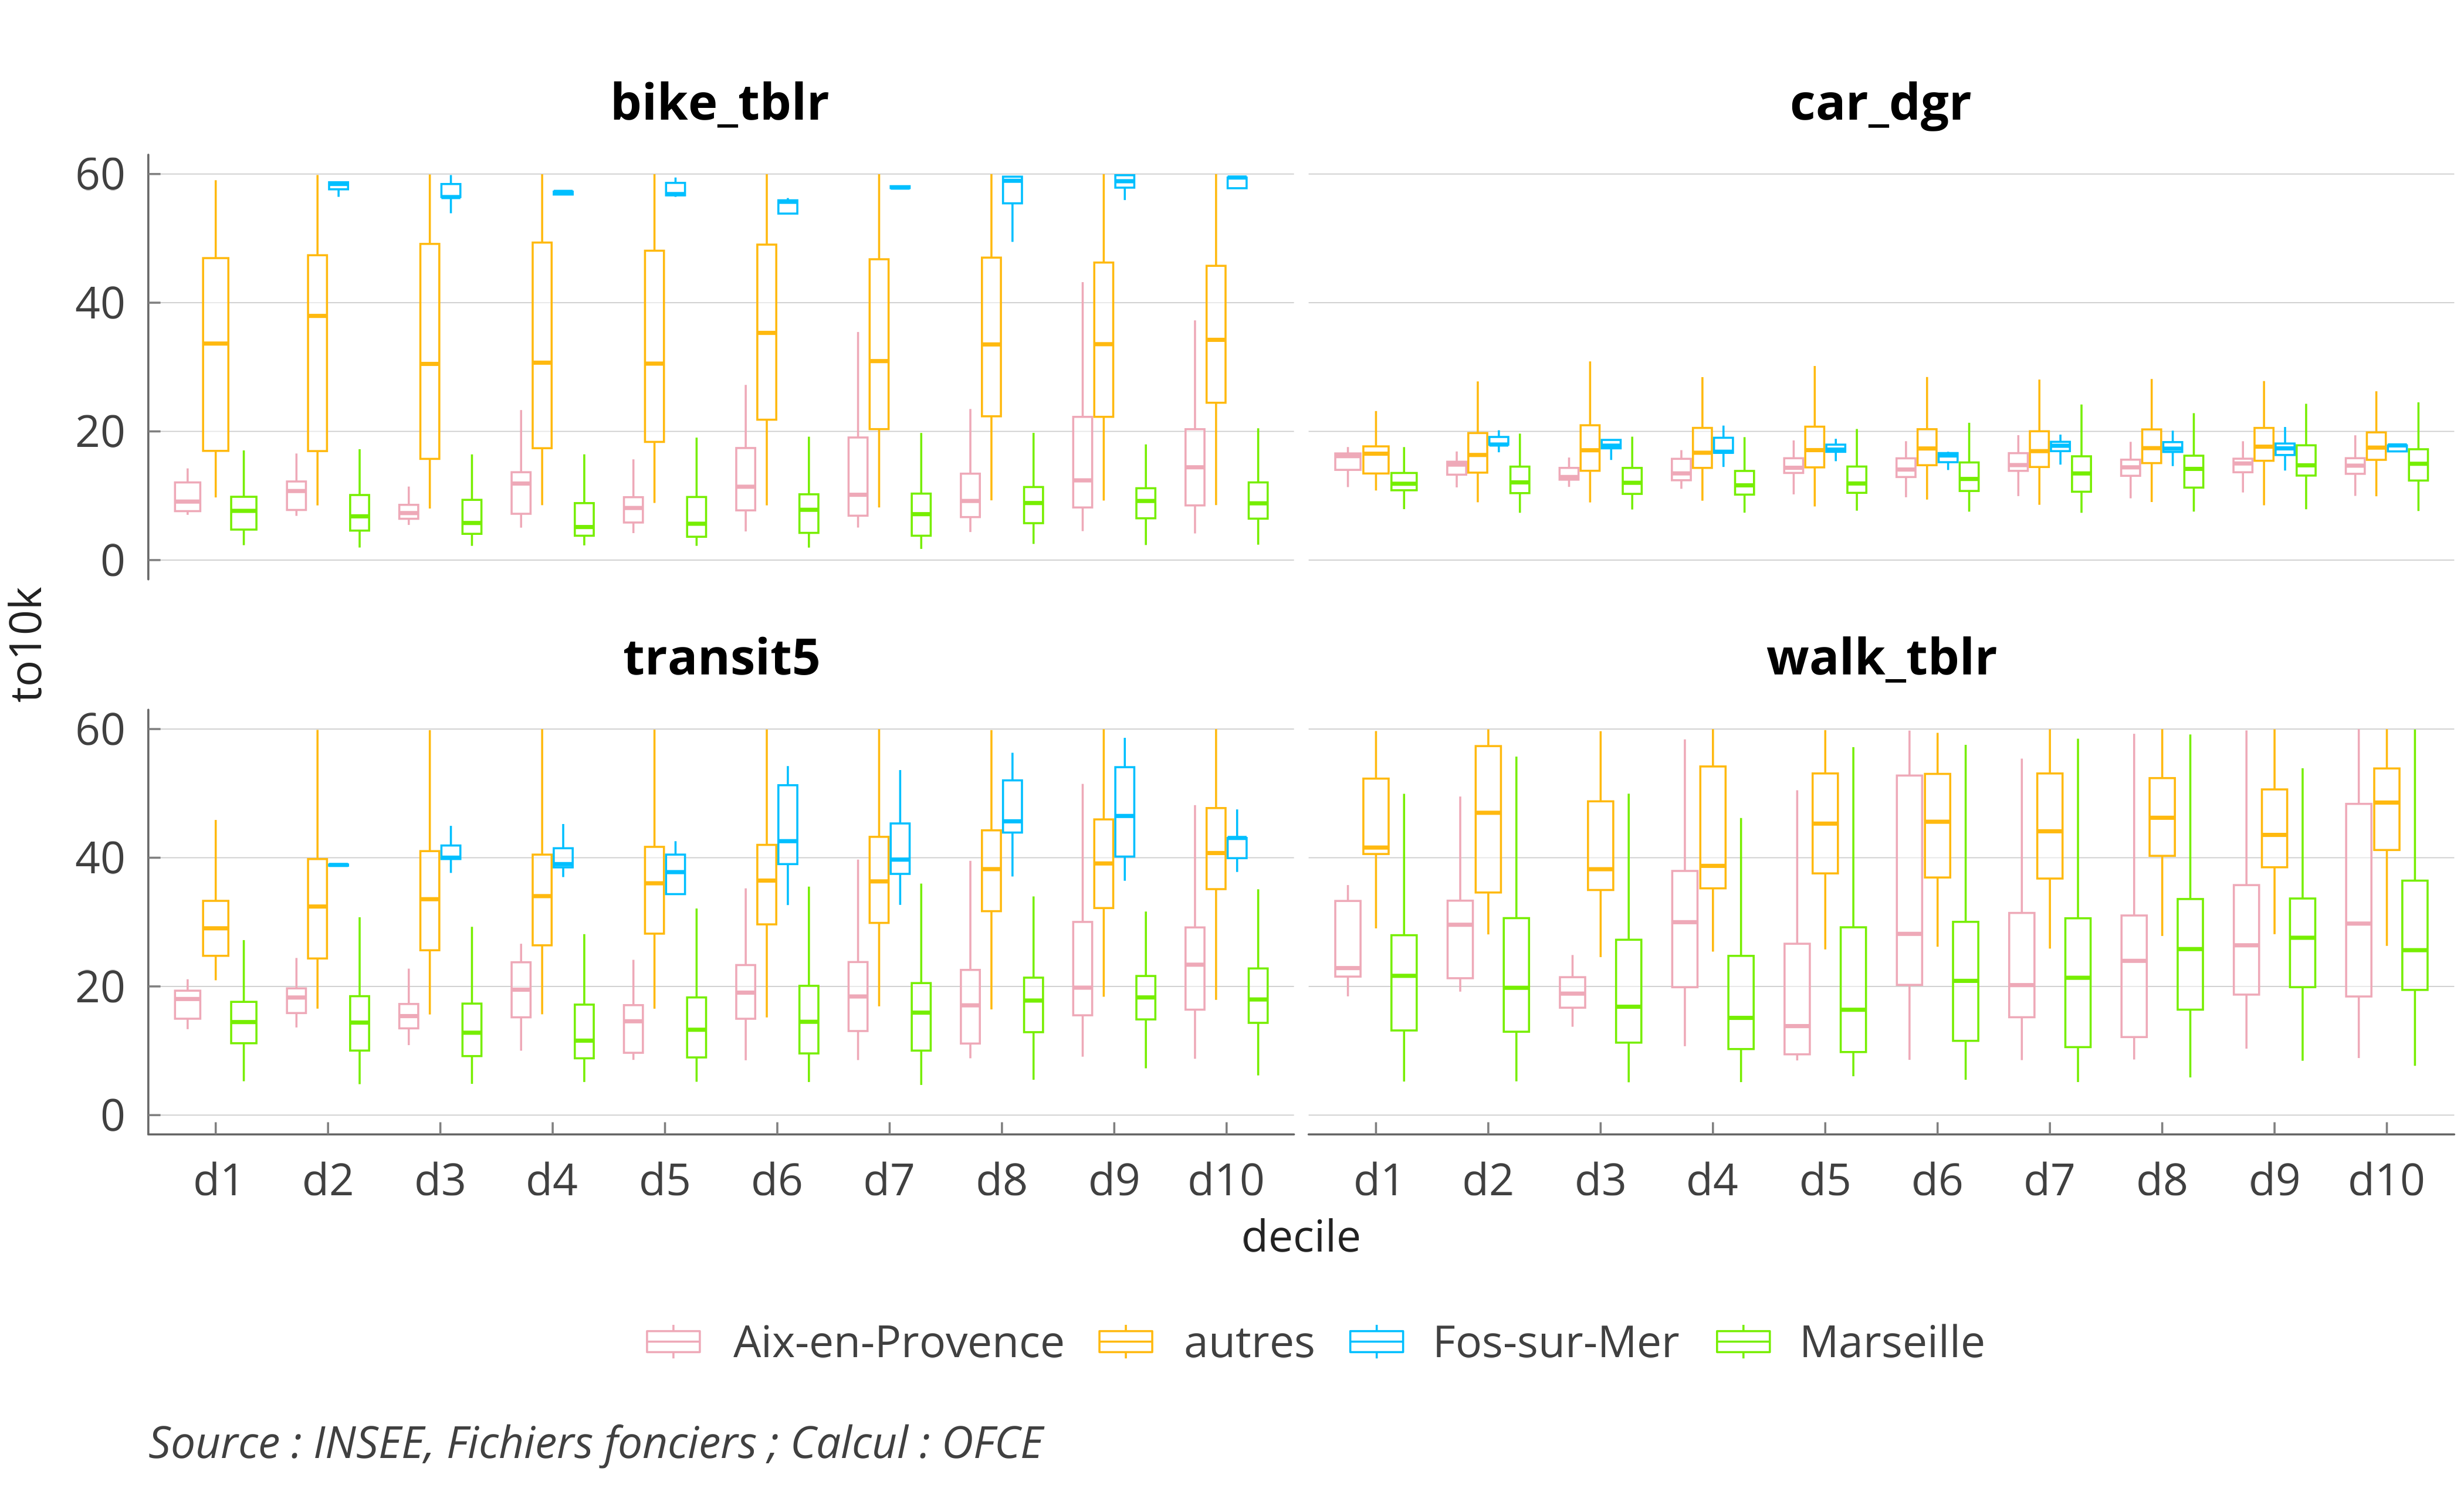 bike_tblr car_dgr
60
40
20
0
to10k
transit5 walk_tblr
60
40
20
0
d1 d2 d3 d4 d5 d6 d7 d8 d9 d10 d1 d2 d3 d4 d5 d6 d7 d8 d9 d10
decile
Aix-en-Provence autres Fos-sur-Mer Marseille
Source : INSEE, Fichiers fonciers ; Calcul : OFCE